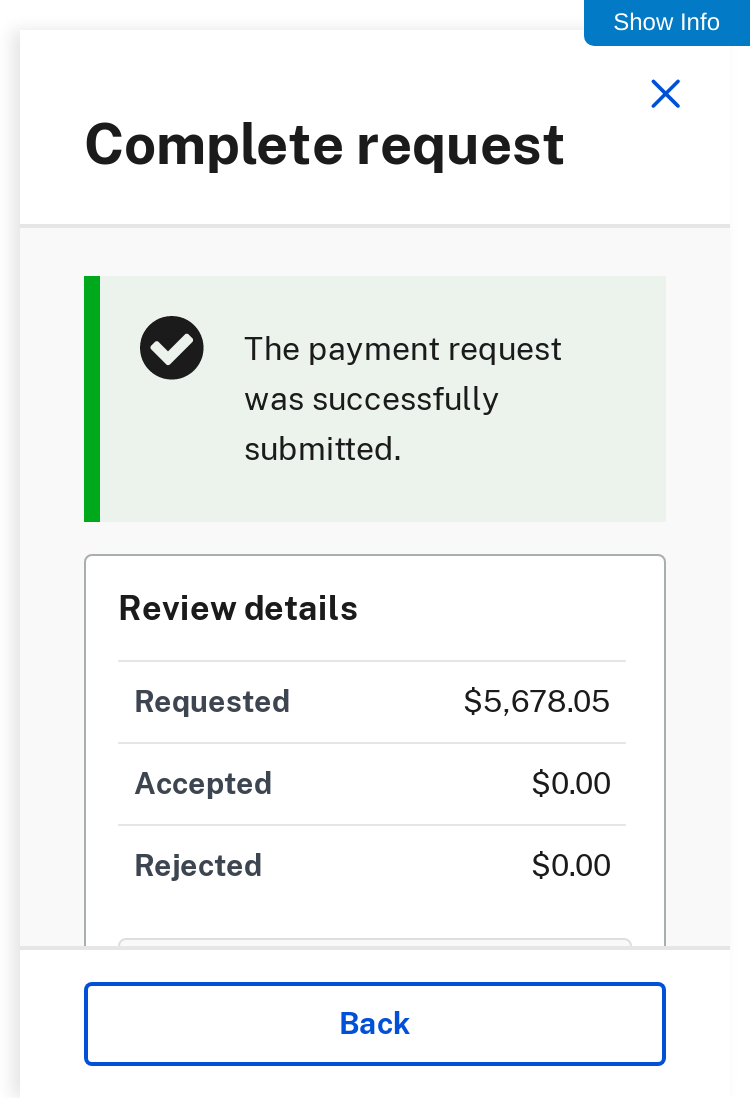 Show Info
Complete request
The payment request
was successfully
submitted.
Review details
Requested $5,678.05
Accepted $0.00
Rejected $0.00
Back